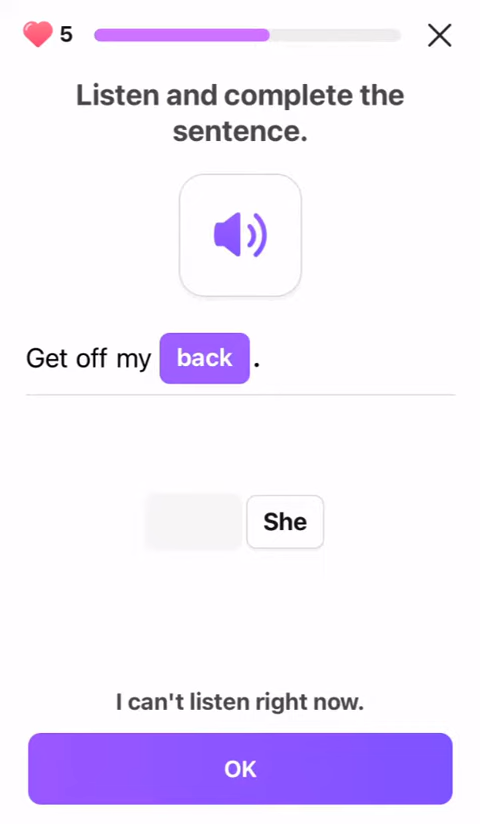 5
Listen and complete the
sentence.
Get off my back .
She
I can't listen right now.
OK